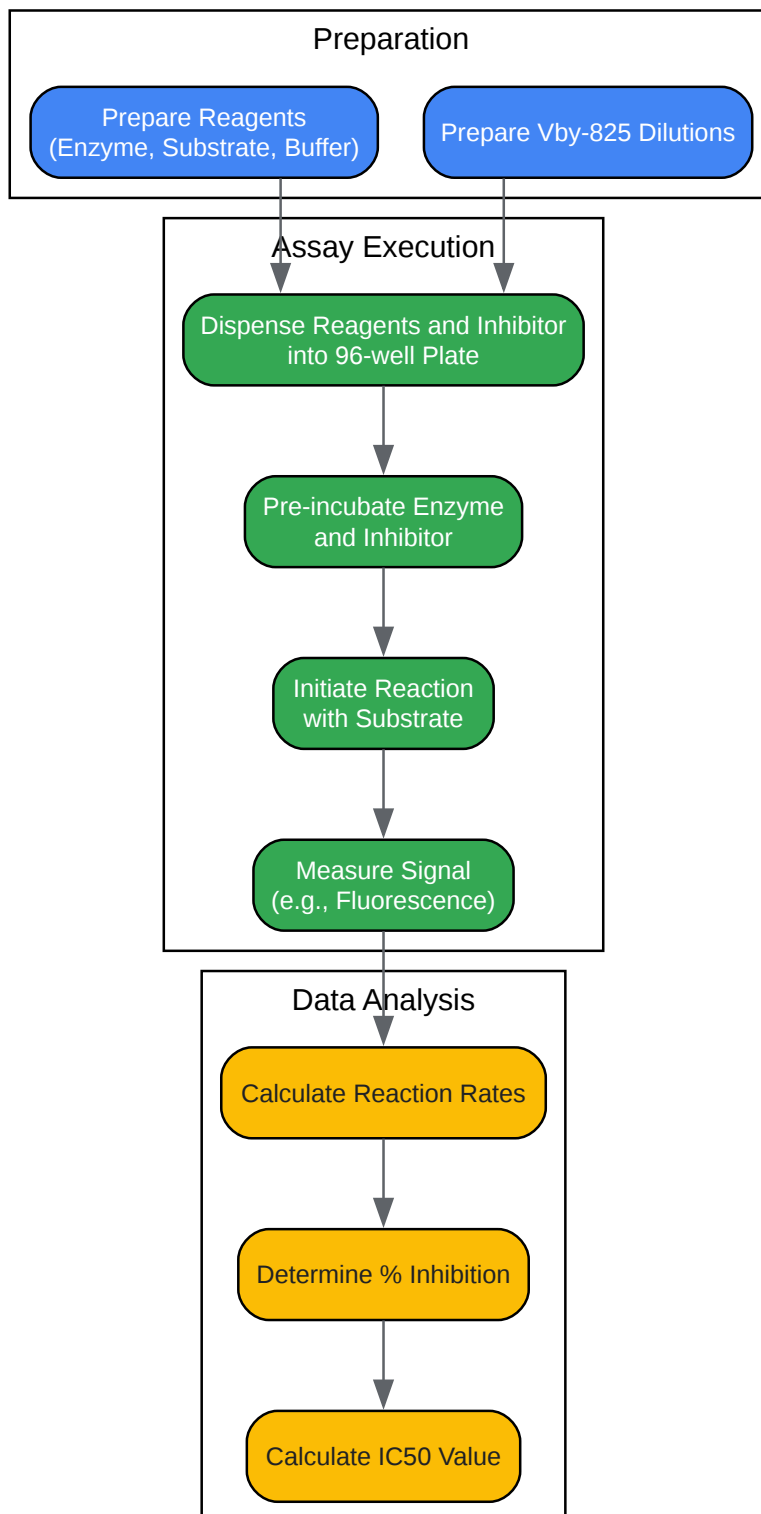 Preparation
Prepare Reagents
(Enzyme, Substrate, Buffer)
Prepare Vby-825 Dilutions
Assay Execution
Dispense Reagents and Inhibitor
into 96-well Plate
Pre-incubate Enzyme
and Inhibitor
Initiate Reaction
with Substrate
Measure Signal
(e.g., Fluorescence)
Data Analysis
Calculate Reaction Rates
Determine % Inhibition
Calculate IC50 Value